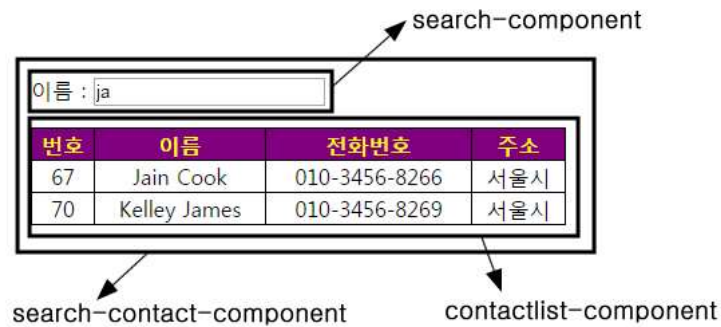 search-component
이름 : ja
번호 이름 전화번호 주소
67 Jain Cook 010-3456-8266 서울시
70 Kelley James 010-3456-8269 서울시
search-contact-component
contactlist-component